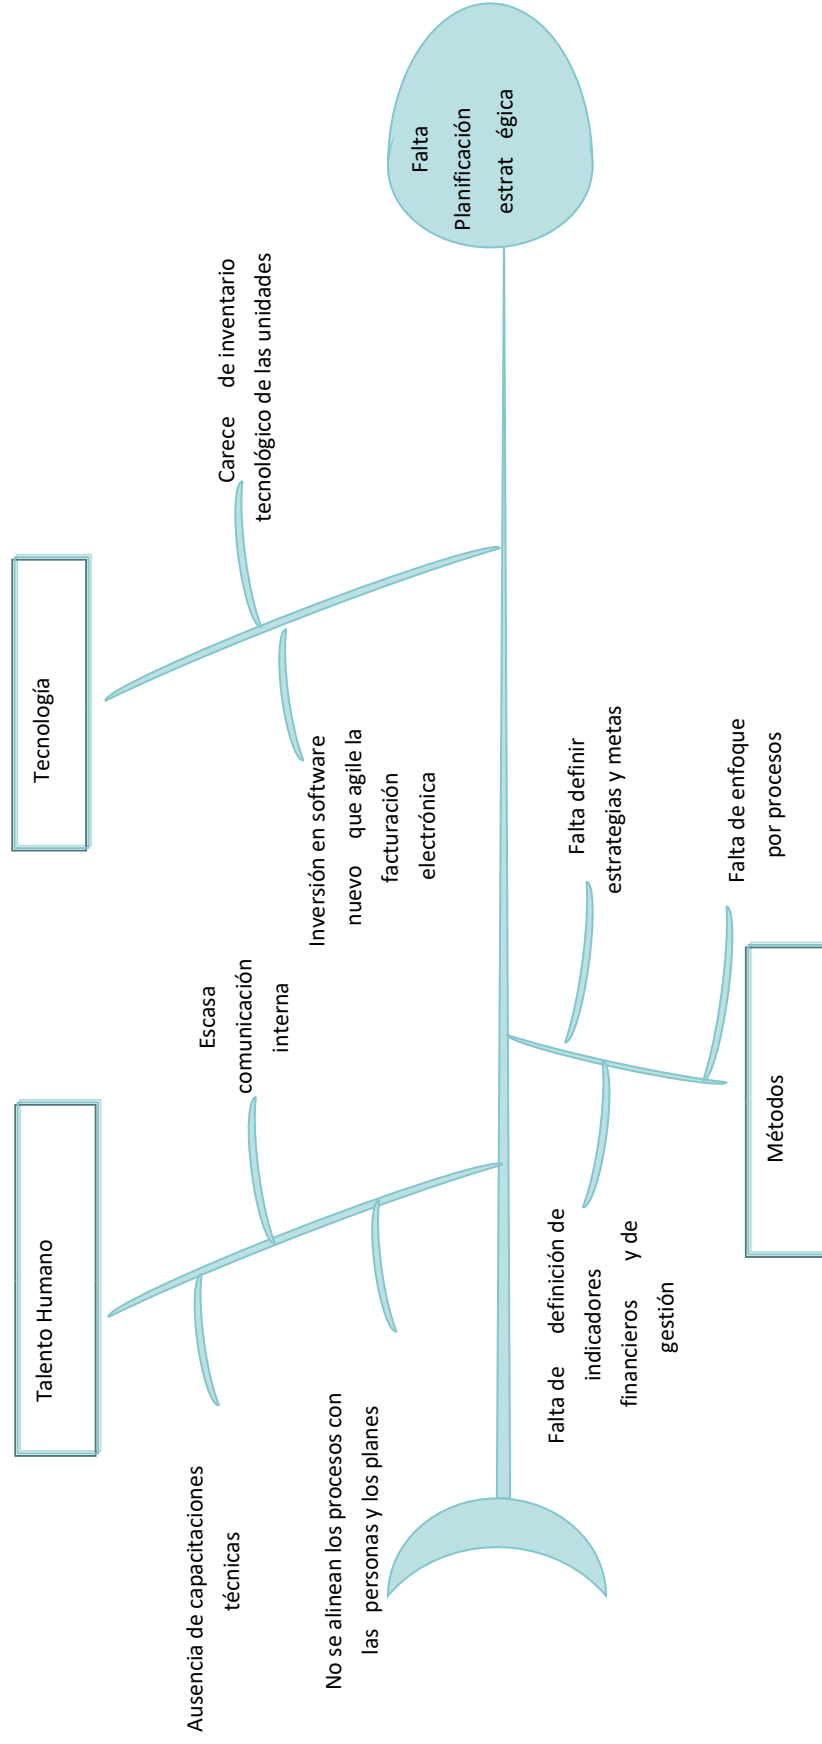 Talento Humano
Tecnología
Ausencia de capacitaciones
técnicas
Escasa
comunicación
interna
No se alinean los procesos con
las personas y los planes
Carece de inventario
tecnológico de las unidades
Inversión en software
nuevo que agile la
facturación
electrónica
Falta
Planificación
estrat égica
Falta de definición de
indicadores
financieros y de
gestión
Falta definir
estrategias y metas
Falta de enfoque
por procesos
Métodos